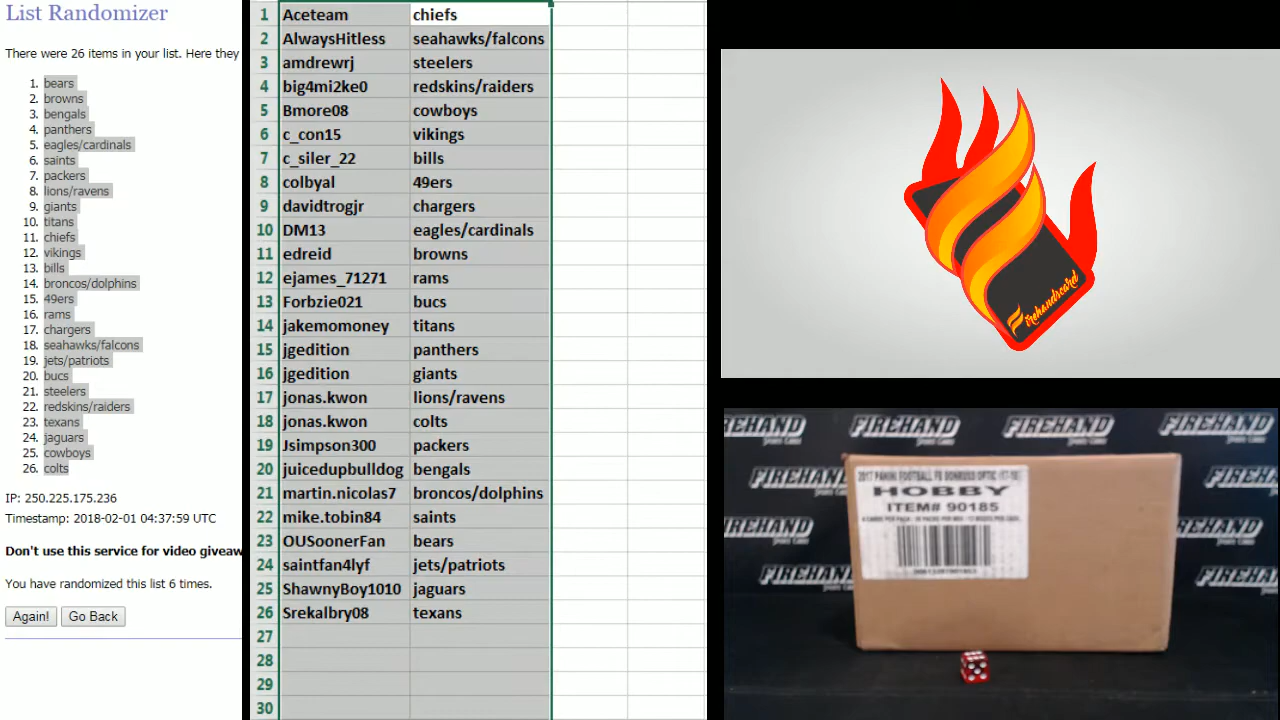 List Randomizer
There were 26 items in your list. Here they
1. bears
2. browns
3. bengals
4. panthers
5. eagles/cardinals
6. saints
7. packers
8. lions/ravens
9. giants
10. titans
11. chiefs
12. vikings
13. bills
14. broncos/dolphins
15. 49ers
16. rams
17. chargers
18. seahawks/falcons
19. jets/patriots
20. bucs
21. steelers
22. redskins/raiders
23. texans
24. jaguars
25. cowboys
26. colts
IP: 250.225.175.236
Timestamp: 2018-02-01 04:37:59 UTC
Don't use this service for video giveaw
You have randomized this list 6 times.
Again! Go Back
1 Aceteam chiefs
2 AlwaysHitless seahawks/falcons
3 amdrewrj steelers
4 big4mi2ke0 redskins/raiders
5 Bmore08 cowboys
6 c_con15 vikings
7 c_siler_22 bills
8 colbyal 49ers
9 davidtrogjr chargers
10 DM13 eagles/cardinals
11 edreid browns
12 ejames_71271 rams
13 Forbzie021 bucs
14 jakemomoney titans
15 jgedition panthers
16 jgedition giants
17 jonas.kwon lions/ravens
18 jonas.kwon colts
19 Jsimpson300 packers
20 juicedupbulldog bengals
21 martin.nicolas7 broncos/dolphins
22 mike.tobin84 saints
23 OUSoonerFan bears
24 saintfan4lyf jets/patriots
25 ShawnyBoy1010 jaguars
26 Srekalbry08 texans
27
28
29
30
Firehandscard
FIREHAND FIREHAND FIREHAND
FIREHAND
2017 PANINI FOOTBALL FB DONRUSS OPTIC (17-18)
HOBBY
ITEM# 90185